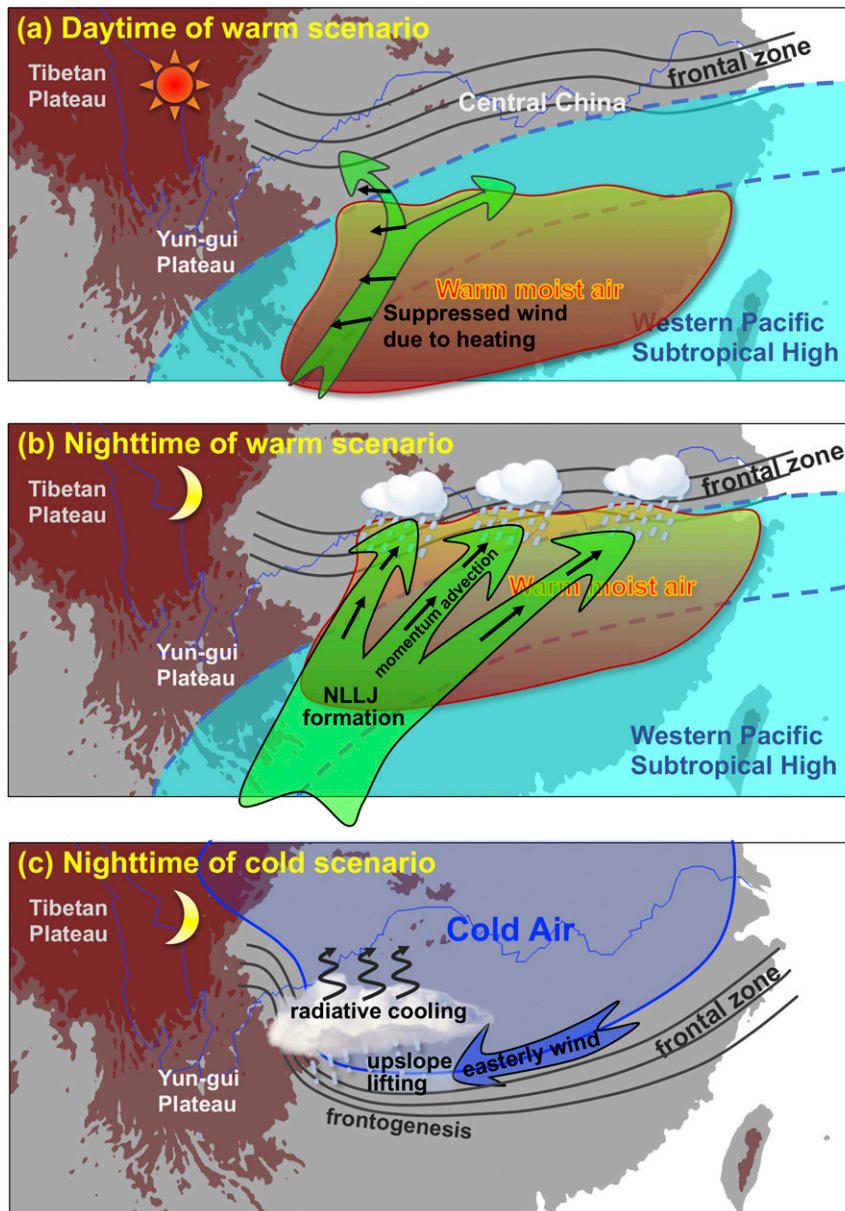 (a) Daytime of warm scenario
Tibetan
Plateau
frontal zone
Central China
Yun-gui
Plateau
Warm moist air
Suppressed wind
due to heating
Western Pacific
Subtropical High
(b) Nighttime of warm scenario
Tibetan
Plateau
frontal zone
momentum advection
Warm moist air
Yun-gui
Plateau
NLLJ
formation
Western Pacific
Subtropical High
(c) Nighttime of cold scenario
Tibetan
Plateau
Cold Air
radiative cooling
frontal zone
upslope
lifting
easterly wind
Yun-gui
Plateau
frontogenesis